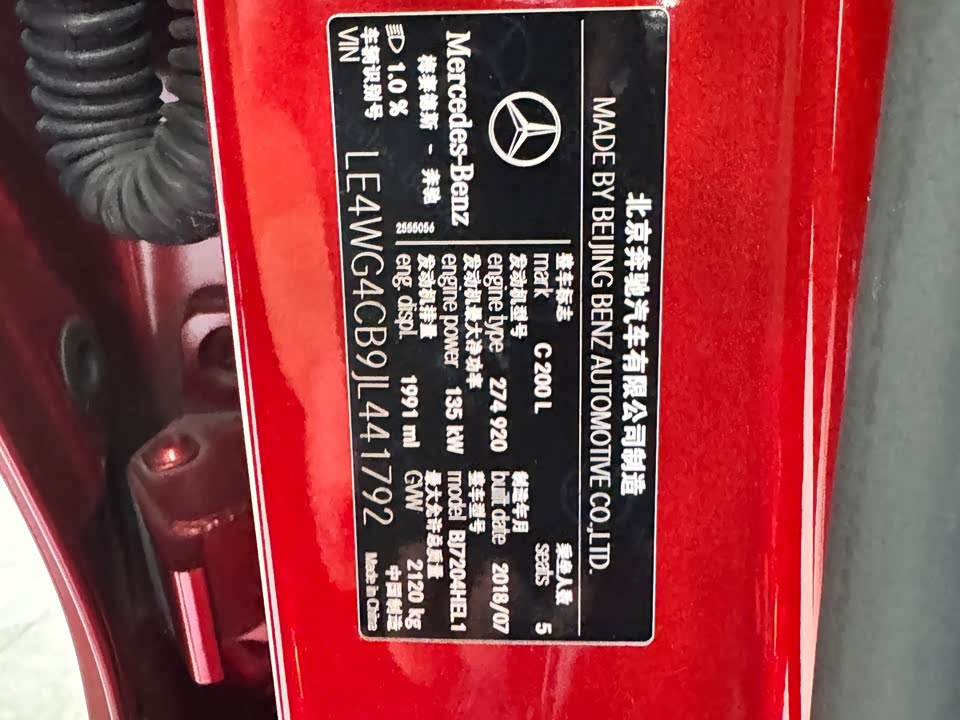 北京奔驰汽车有限公司制造
MADE BY BEIJING BENZ AUTOMOTIVE CO.,LTD.
Mercedes-Benz
梅赛德斯 - 奔驰
2555056
1.0 %
整车标志
mark C 200 L
乘坐人数
seats 5
发动机型号
engine type 274 920
制造年月
built date 2018/07
发动机最大净功率
engine power 135 kW
整车型号
model BJ7204HEL1
发动机排量
eng. displ. 1991 ml
最大允许总质量
GVW 2120 kg
车辆识别号
VIN LE4WG4CB9JL441792
中国制造
Made in China